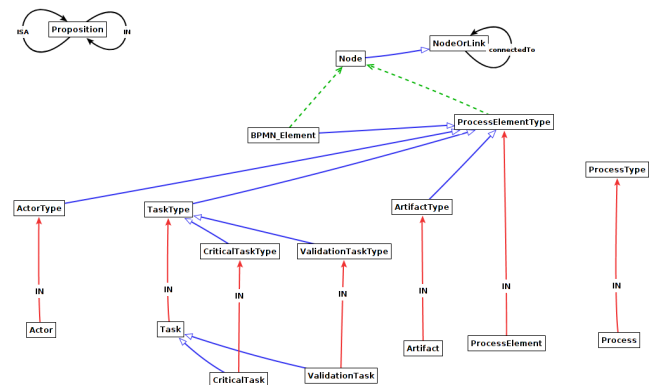 Proposition
ISA
IN
NodeOrLink
connectedTo
Node
ProcessElementType
BPMN_Element
ProcessType
ActorType
TaskType
ArtifactType
CriticalTaskType
ValidationTaskType
IN
IN
IN
IN
IN
IN
IN
Actor
Task
Artifact
ProcessElement
Process
CriticalTask
ValidationTask